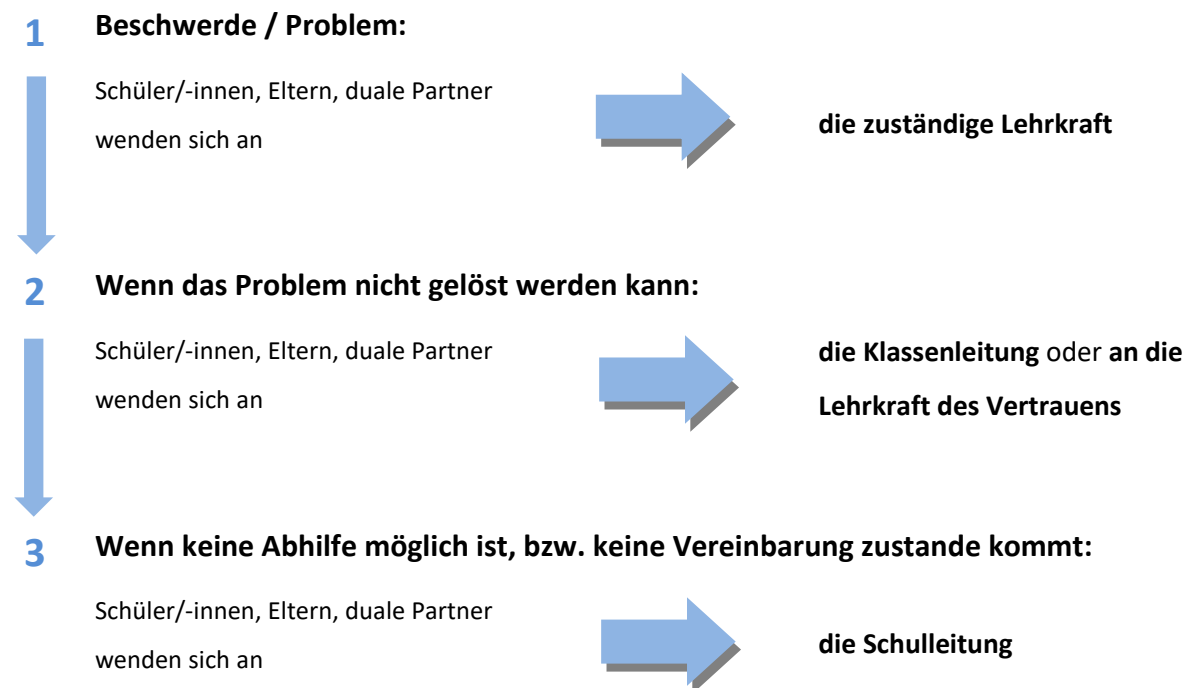 1 Beschwerde / Problem:
Schüler/-innen, Eltern, duale Partner
wenden sich an
die zuständige Lehrkraft
2 Wenn das Problem nicht gelöst werden kann:
Schüler/-innen, Eltern, duale Partner
wenden sich an
die Klassenleitung oder an die
Lehrkraft des Vertrauens
3 Wenn keine Abhilfe möglich ist, bzw. keine Vereinbarung zustande kommt:
Schüler/-innen, Eltern, duale Partner
wenden sich an
die Schulleitung